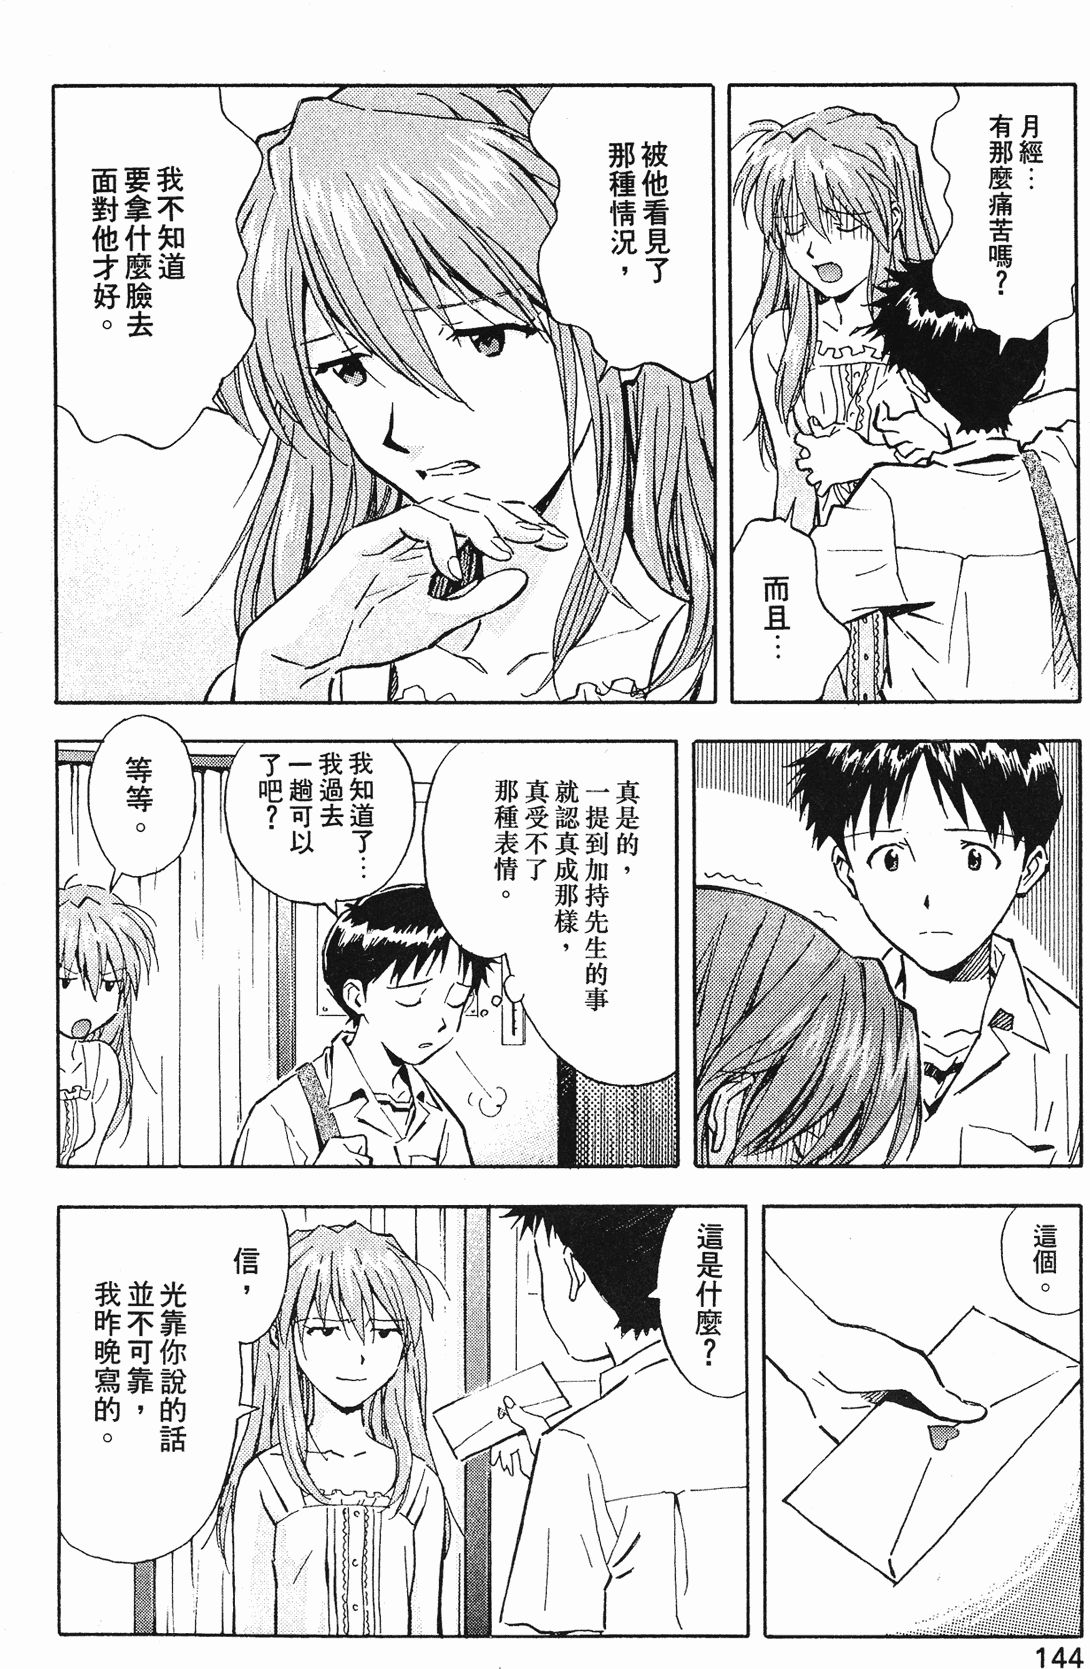 月經…
有那麼痛苦嗎？
而且…
被他看見了
那種情況，
我不知道
要拿什麼臉去
面對他才好。
真是的，
一提到加持先生的事
就認真成那樣，
真受不了
那種表情。
我知道了…
我過去
一趟可以
了吧？
等等。
這個。
這是什麼？
信，
光靠你說的話
並不可靠，
我昨晚寫的。
144